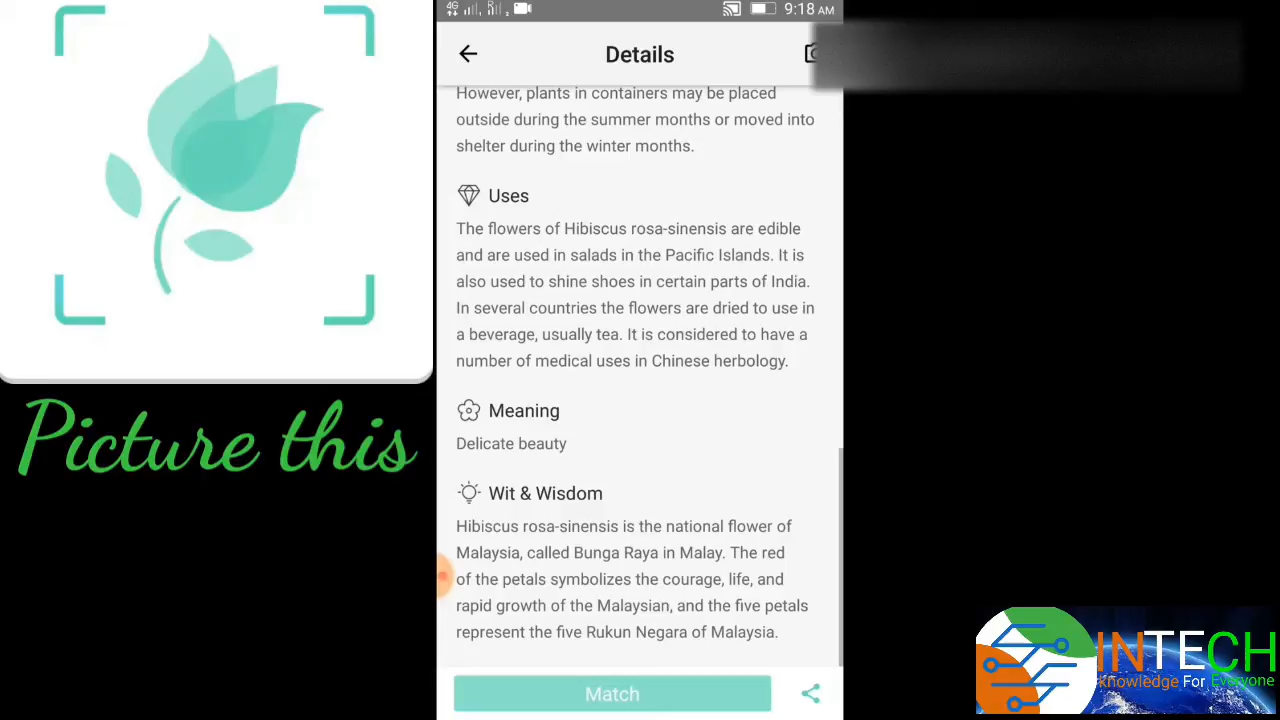 4G
2
9:18 AM
Details
However, plants in containers may be placed
outside during the summer months or moved into
shelter during the winter months.
Uses
The flowers of Hibiscus rosa-sinensis are edible
and are used in salads in the Pacific Islands. It is
also used to shine shoes in certain parts of India.
In several countries the flowers are dried to use in
a beverage, usually tea. It is considered to have a
number of medical uses in Chinese herbology.
Meaning
Delicate beauty
Wit & Wisdom
Hibiscus rosa-sinensis is the national flower of
Malaysia, called Bunga Raya in Malay. The red
of the petals symbolizes the courage, life, and
rapid growth of the Malaysian, and the five petals
represent the five Rukun Negara of Malaysia.
Match
Picture this
INTECH
Knowledge For Everyone